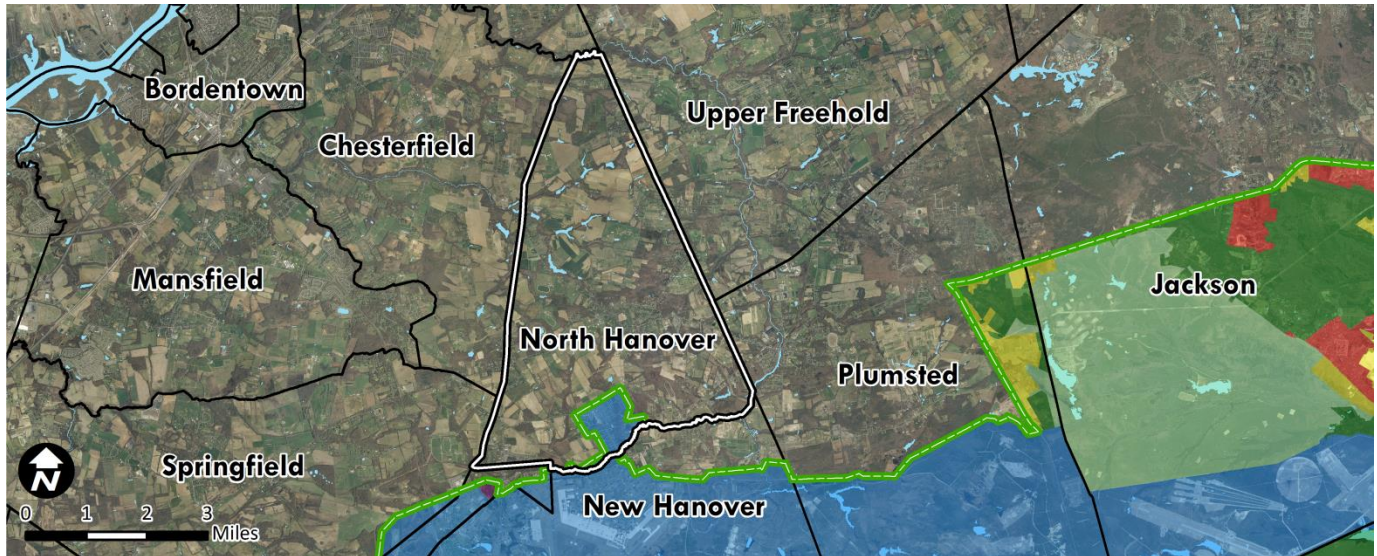 Bordentown
Upper Freehold
Chesterfield
Mansfield
Jackson
North Hanover
Plumsted
Springfield
New Hanover
N
0 1 2 3
Miles